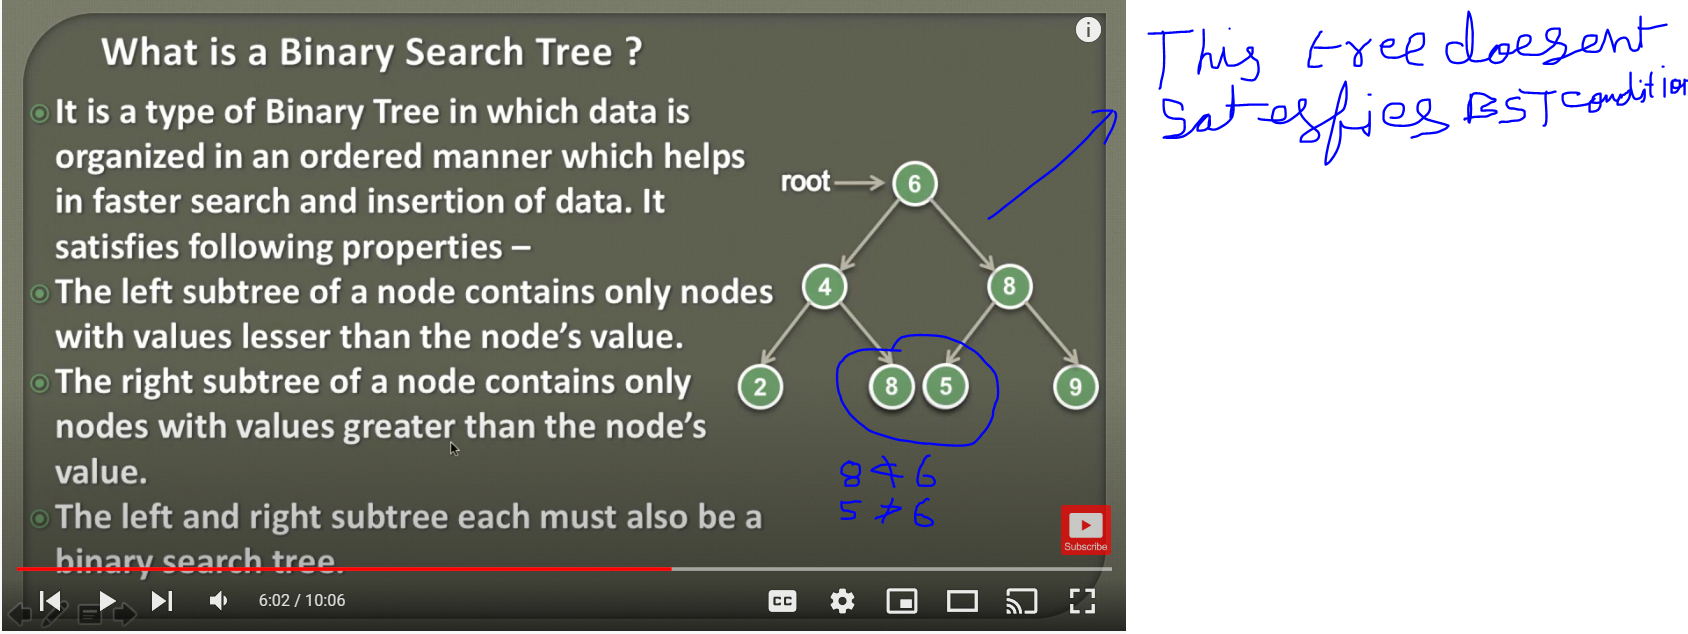 What is a Binary Search Tree ?
It is a type of Binary Tree in which data is
organized in an ordered manner which helps
in faster search and insertion of data. It
satisfies following properties –
The left subtree of a node contains only nodes
with values lesser than the node's value.
The right subtree of a node contains only
nodes with values greater than the node's
value.
The left and right subtree each must also be a
binary search tree.
root
6
4
8
2
8
5
9
8 ≮ 6
5 ≯ 6
This tree doesent
Satesfies BST condition
i
Subscribe
6:02 / 10:06
CC